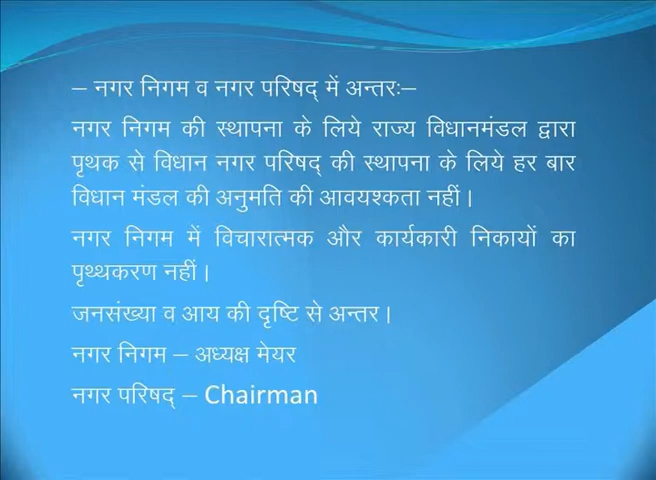 – नगर निगम व नगर परिषद् में अन्तरः–
नगर निगम की स्थापना के लिये राज्य विधानमंडल द्वारा
पृथक से विधान नगर परिषद् की स्थापना के लिये हर बार
विधान मंडल की अनुमति की आवयश्कता नहीं।
नगर निगम में विचारात्मक और कार्यकारी निकायों का
पृथ्थकरण नहीं।
जनसंख्या व आय की दृष्टि से अन्तर।
नगर निगम – अध्यक्ष मेयर
नगर परिषद् – Chairman